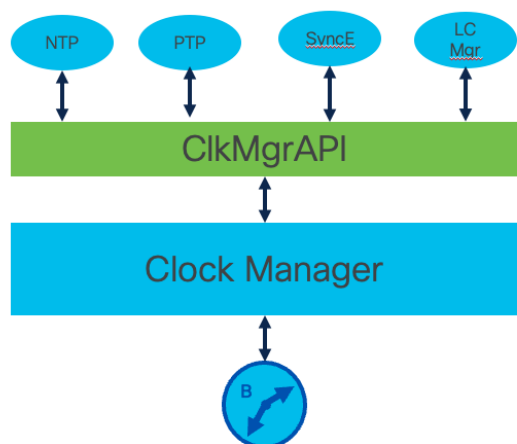 NTP
PTP
SyncE
LC
Mgr
ClkMgrAPI
Clock Manager
B